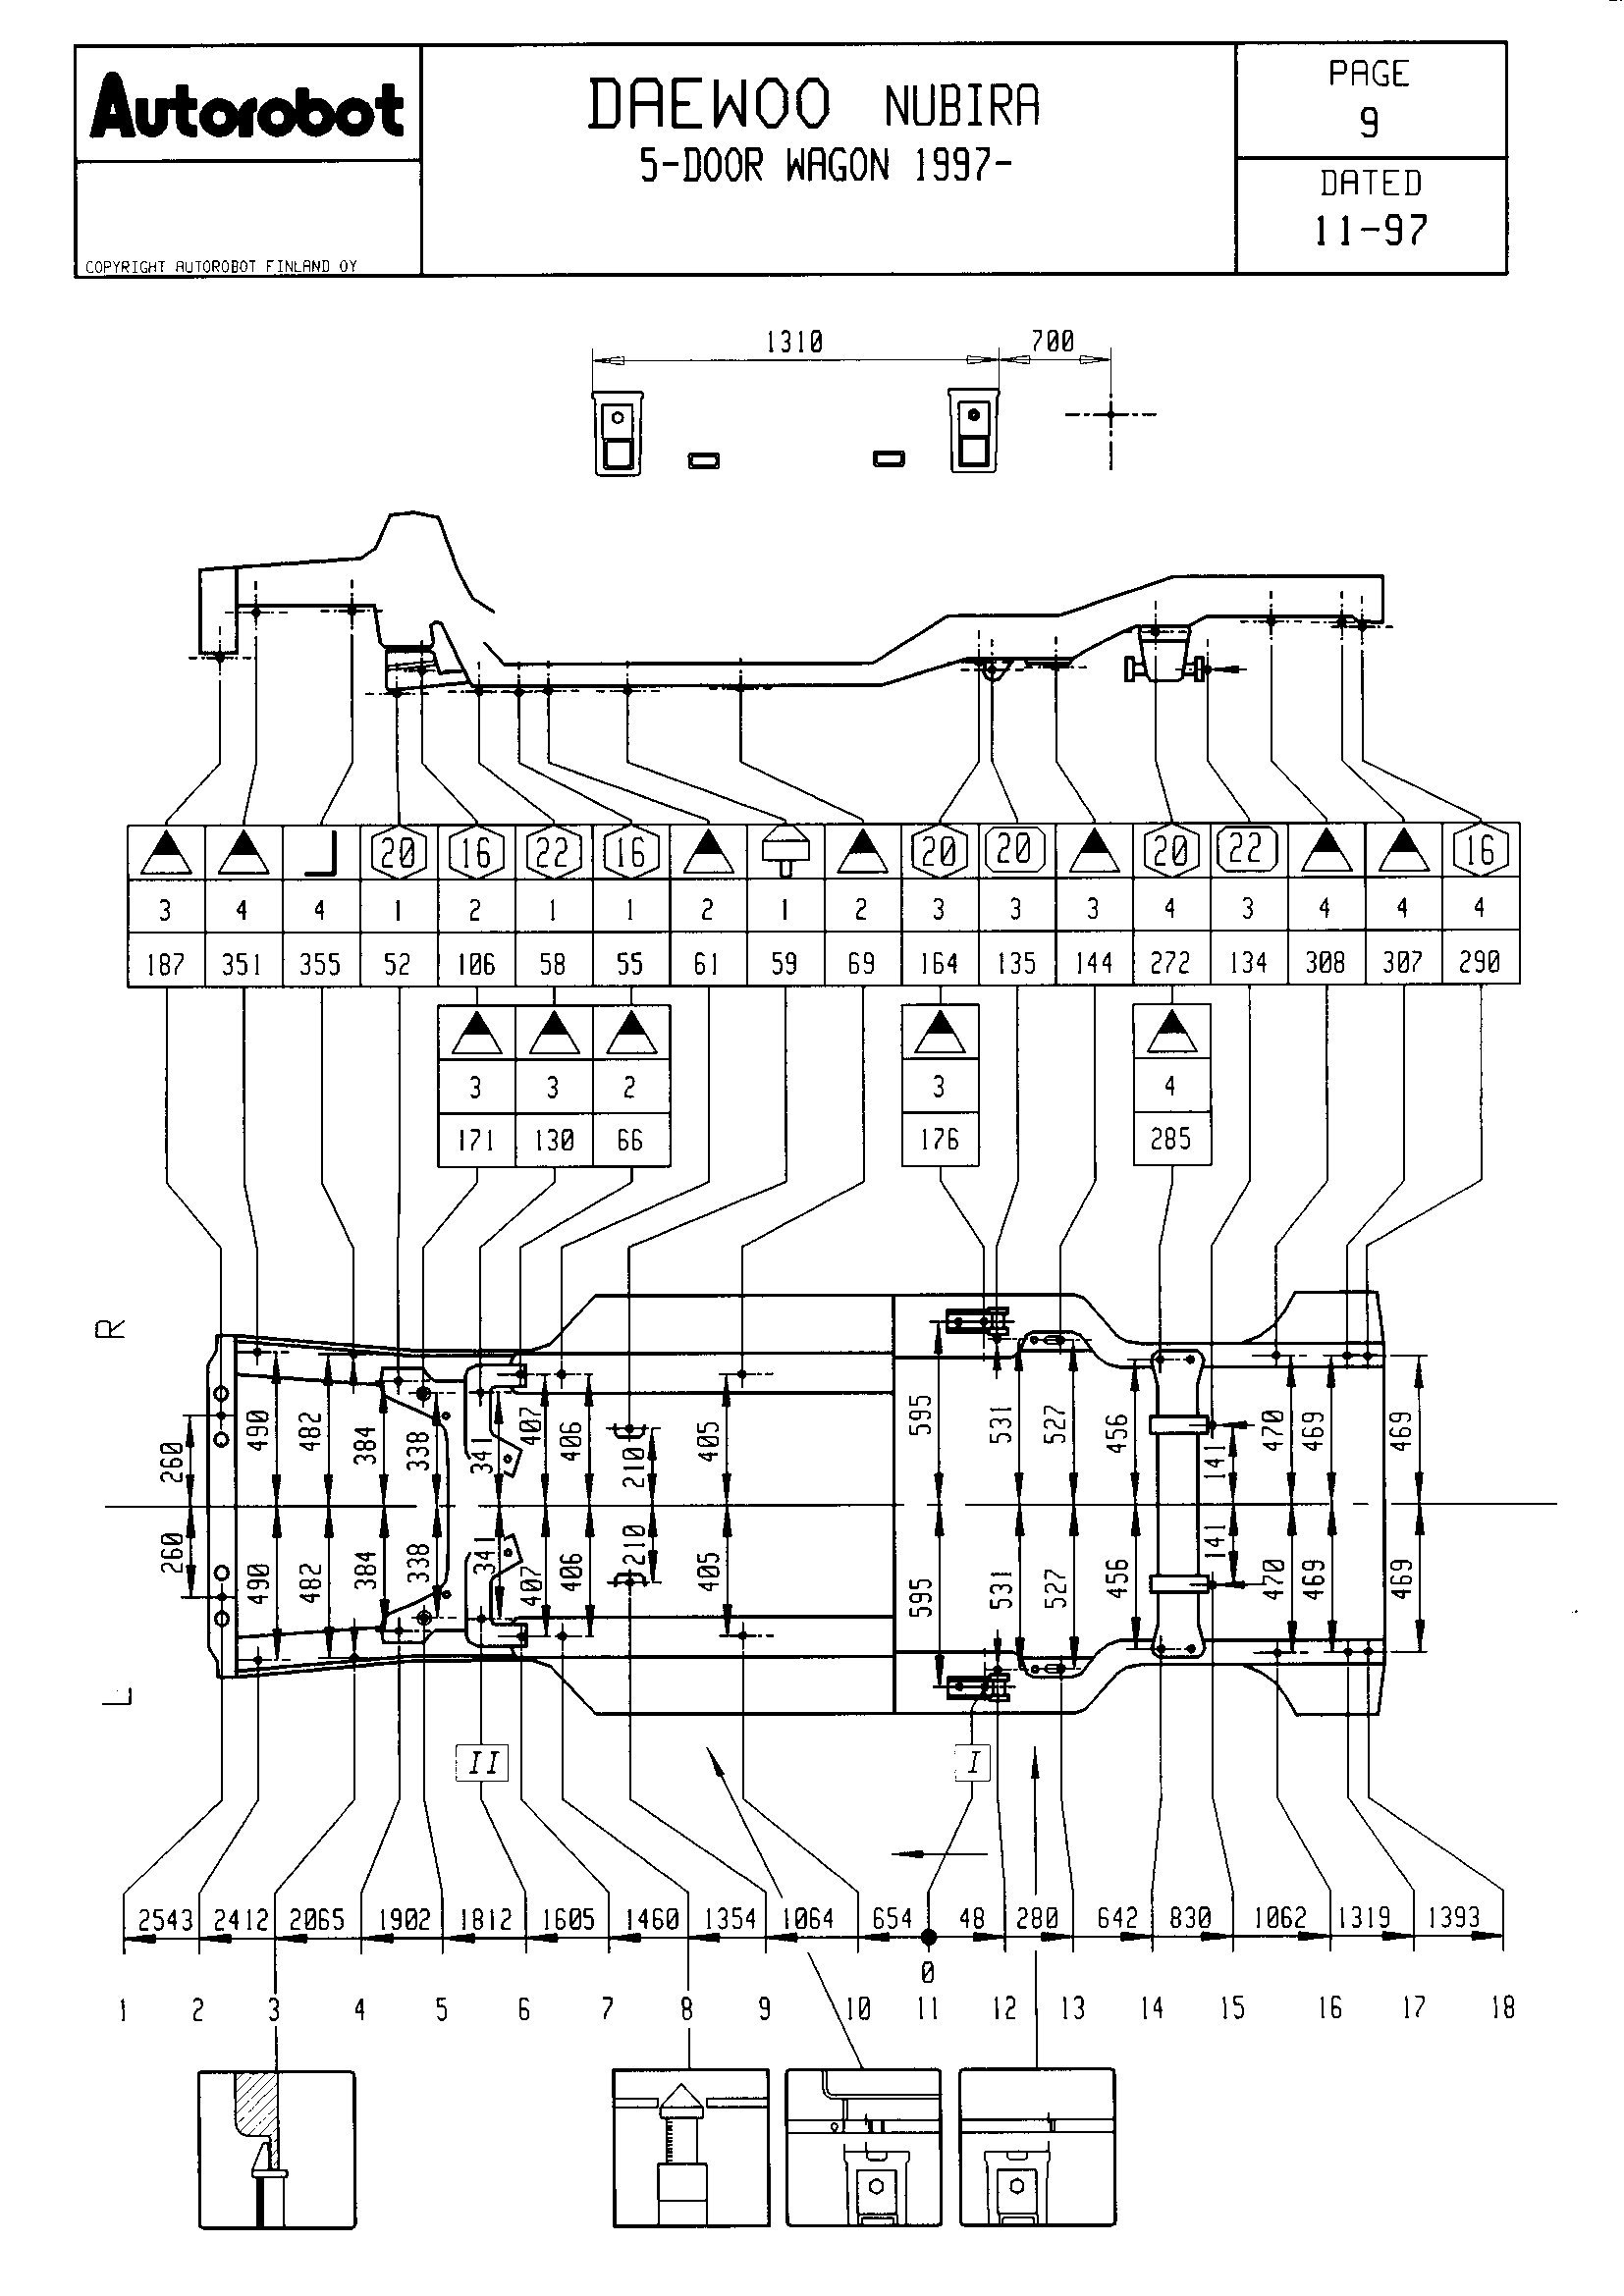 Autorobot
COPYRIGHT AUTOROBOT FINLAND OY
DAEWOO NUBIRA
5-DOOR WAGON 1997-
PAGE
9
DATED
11-97
1310 700
20 16 22 16 20 20 20 22 16
3 4 4 1 2 1 1 2 1 2 3 3 3 4 3 4 4 4
187 351 355 52 106 58 55 61 59 69 164 135 144 272 134 308 307 290
3 3 2 3 4
171 130 66 176 285
R
260 490 482 384 338 341 407 406 210 405 595 531 527 456 141 470 469 469
260 490 482 384 338 341 407 406 210 405 595 531 527 456 141 470 469 469
L
II I
2543 2412 2065 1902 1812 1605 1460 1354 1064 654 48 280 642 830 1062 1319 1393
0
1 2 3 4 5 6 7 8 9 10 11 12 13 14 15 16 17 18